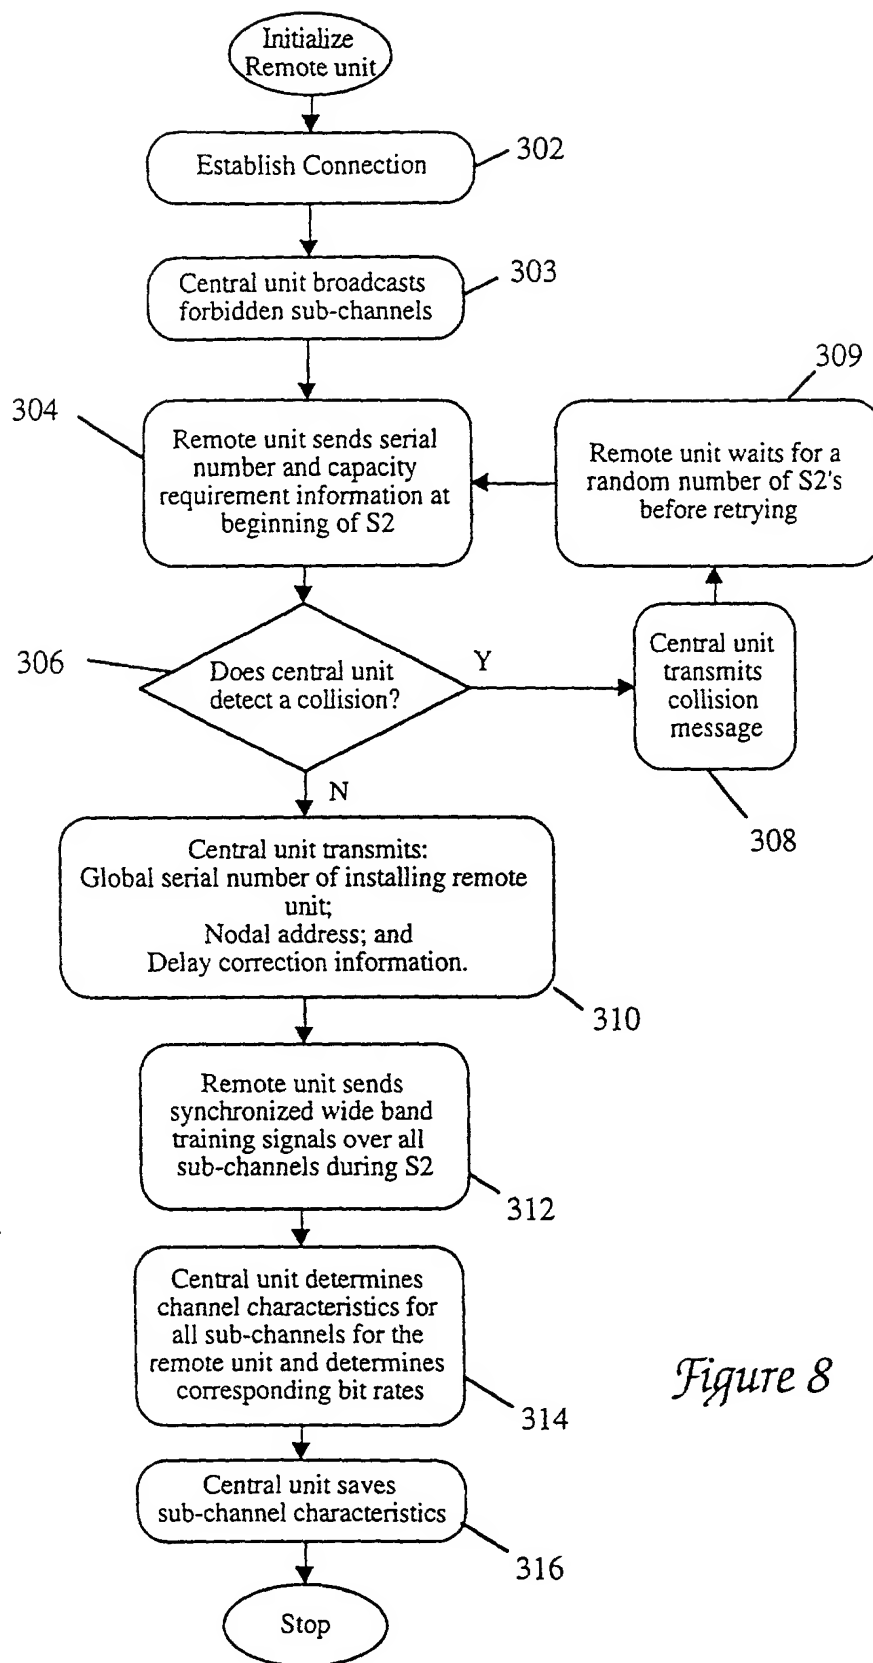 Initialize
Remote unit
302
Establish Connection
303
Central unit broadcasts
forbidden sub-channels
309
304
Remote unit sends serial
number and capacity
requirement information at
beginning of S2
Remote unit waits for a
random number of S2's
before retrying
306
Does central unit
detect a collision?
Y
Central unit
transmits
collision
message
N
308
Central unit transmits:
Global serial number of installing remote
unit;
Nodal address; and
Delay correction information.
310
Remote unit sends
synchronized wide band
training signals over all
sub-channels during S2
312
Central unit determines
channel characteristics for
all sub-channels for the
remote unit and determines
corresponding bit rates
314
Figure 8
Central unit saves
sub-channel characteristics
316
Stop